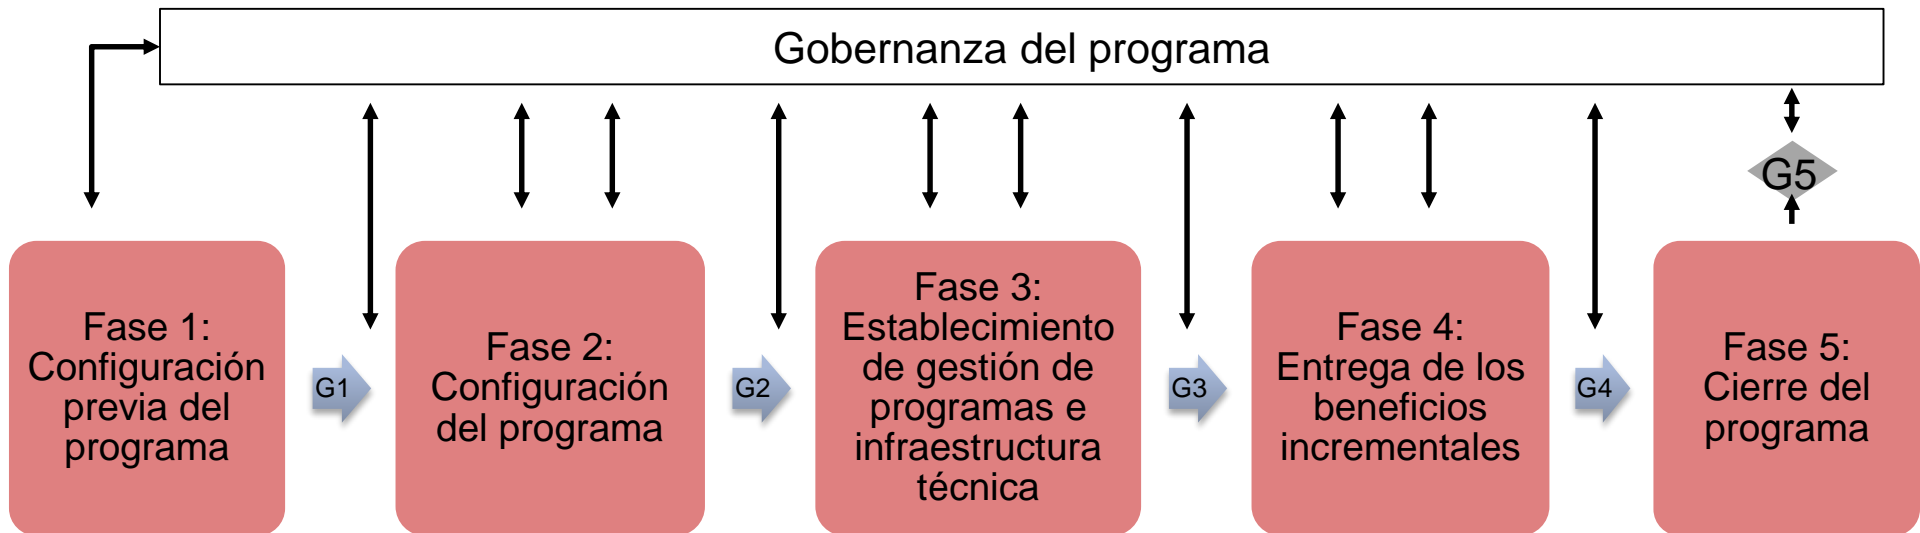 Gobernanza del programa
G5
Fase 1:
Configuración
previa del
programa
G1
Fase 2:
Configuración
del programa
G2
Fase 3:
Establecimiento
de gestión de
programas e
infraestructura
técnica
G3
Fase 4:
Entrega de los
beneficios
incrementales
G4
Fase 5:
Cierre del
programa